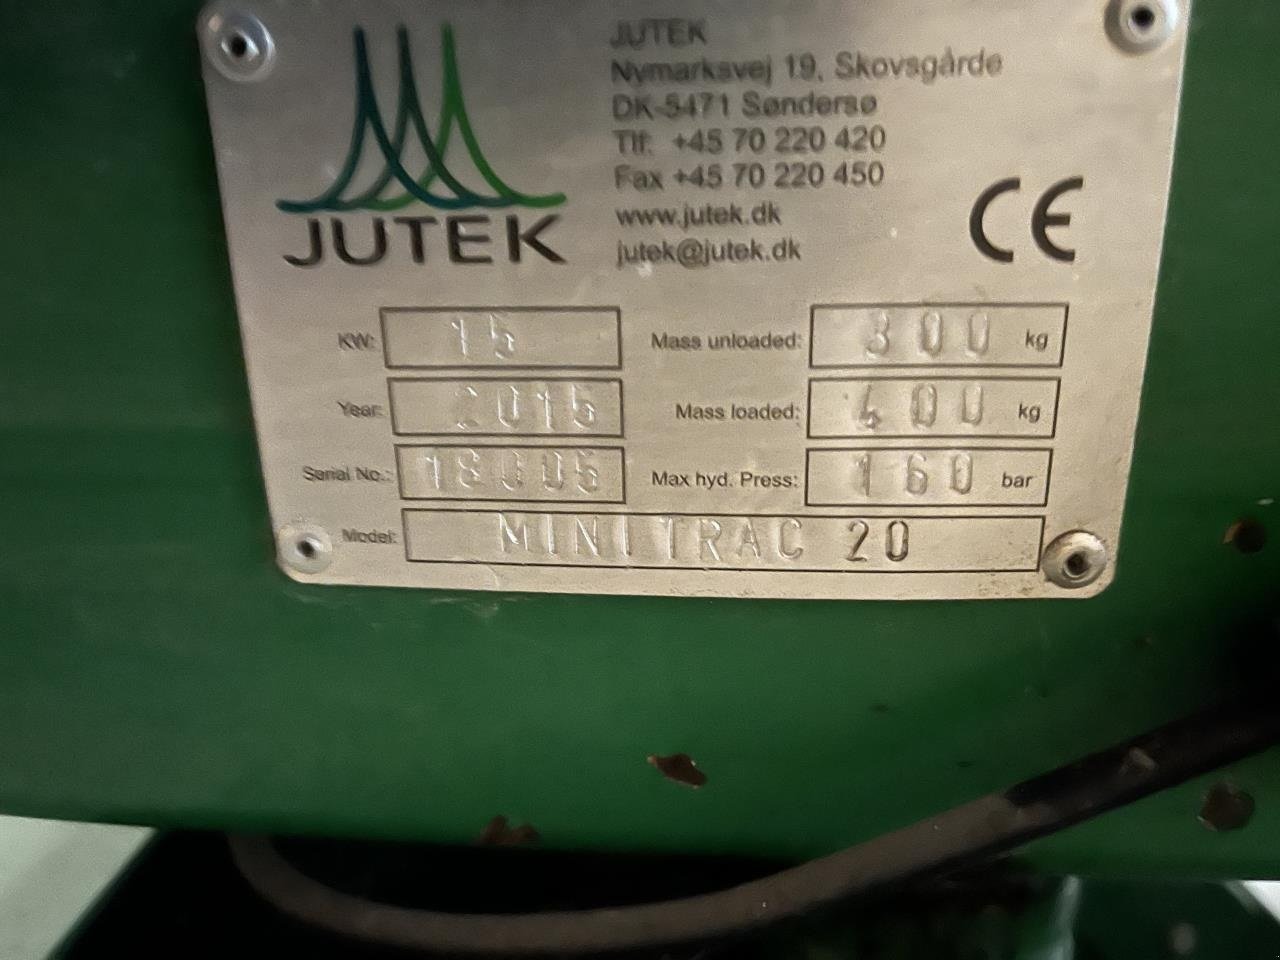 JUTEK
JUTEK
Nymarksvej 19, Skovsgårde
DK-5471 Søndersø
Tlf: +45 70 220 420
Fax +45 70 220 450
www.jutek.dk
jutek@jutek.dk
CE
KW: 15 Mass unloaded: 300 kg
Year: 2015 Mass loaded: 400 kg
Serial No.: 18005 Max hyd. Press: 160 bar
Model: MINITRAC 20